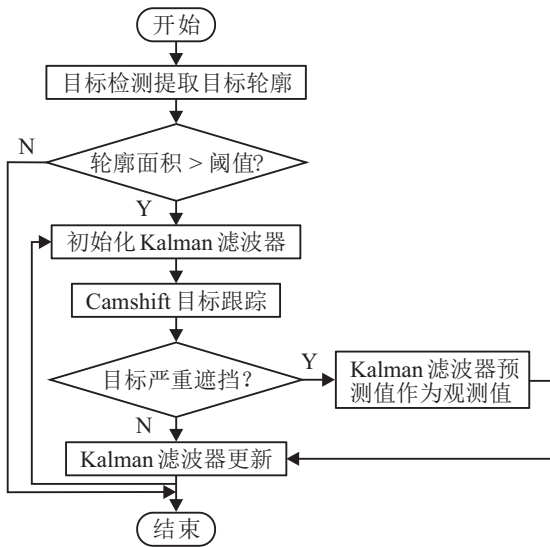 开始
目标检测提取目标轮廓
N
轮廓面积 > 阈值?
Y
初始化 Kalman 滤波器
Camshift 目标跟踪
目标严重遮挡?
Y
Kalman 滤波器预
测值作为观测值
N
Kalman 滤波器更新
结束